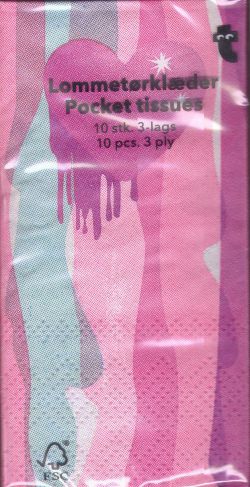 t
Lommetørklæder
Pocket tissues
10 stk. 3-lags
10 pcs. 3 ply
FSC